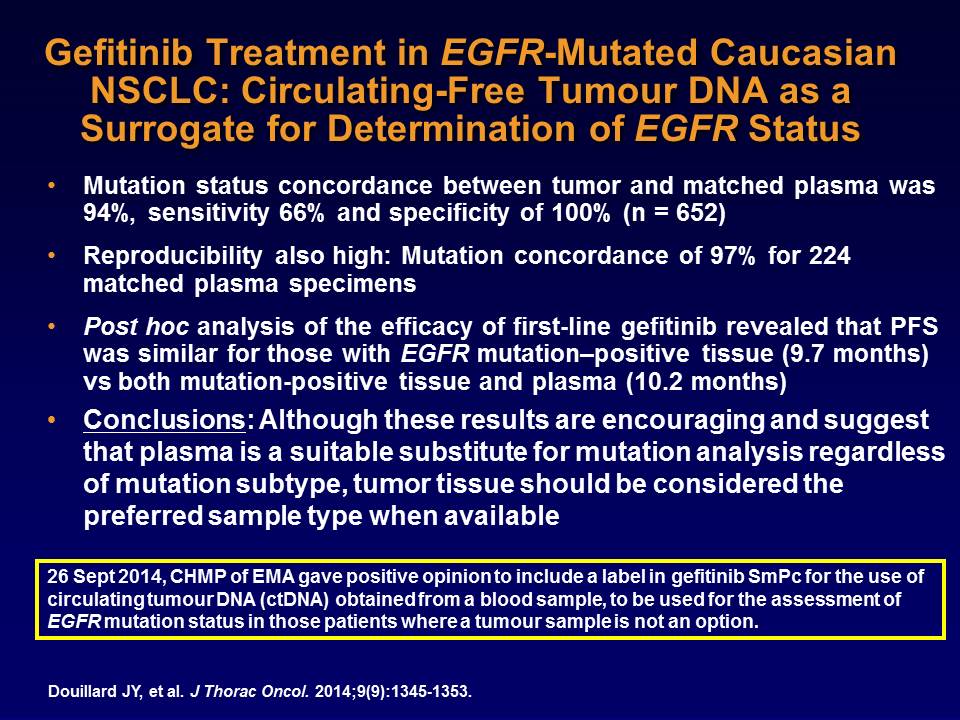 Gefitinib Treatment in EGFR-Mutated Caucasian
NSCLC: Circulating-Free Tumour DNA as a
Surrogate for Determination of EGFR Status
• Mutation status concordance between tumor and matched plasma was
94%, sensitivity 66% and specificity of 100% (n = 652)
• Reproducibility also high: Mutation concordance of 97% for 224
matched plasma specimens
• Post hoc analysis of the efficacy of first-line gefitinib revealed that PFS
was similar for those with EGFR mutation–positive tissue (9.7 months)
vs both mutation-positive tissue and plasma (10.2 months)
• Conclusions: Although these results are encouraging and suggest
that plasma is a suitable substitute for mutation analysis regardless
of mutation subtype, tumor tissue should be considered the
preferred sample type when available
26 Sept 2014, CHMP of EMA gave positive opinion to include a label in gefitinib SmPc for the use of
circulating tumour DNA (ctDNA) obtained from a blood sample, to be used for the assessment of
EGFR mutation status in those patients where a tumour sample is not an option.
Douillard JY, et al. J Thorac Oncol. 2014;9(9):1345-1353.